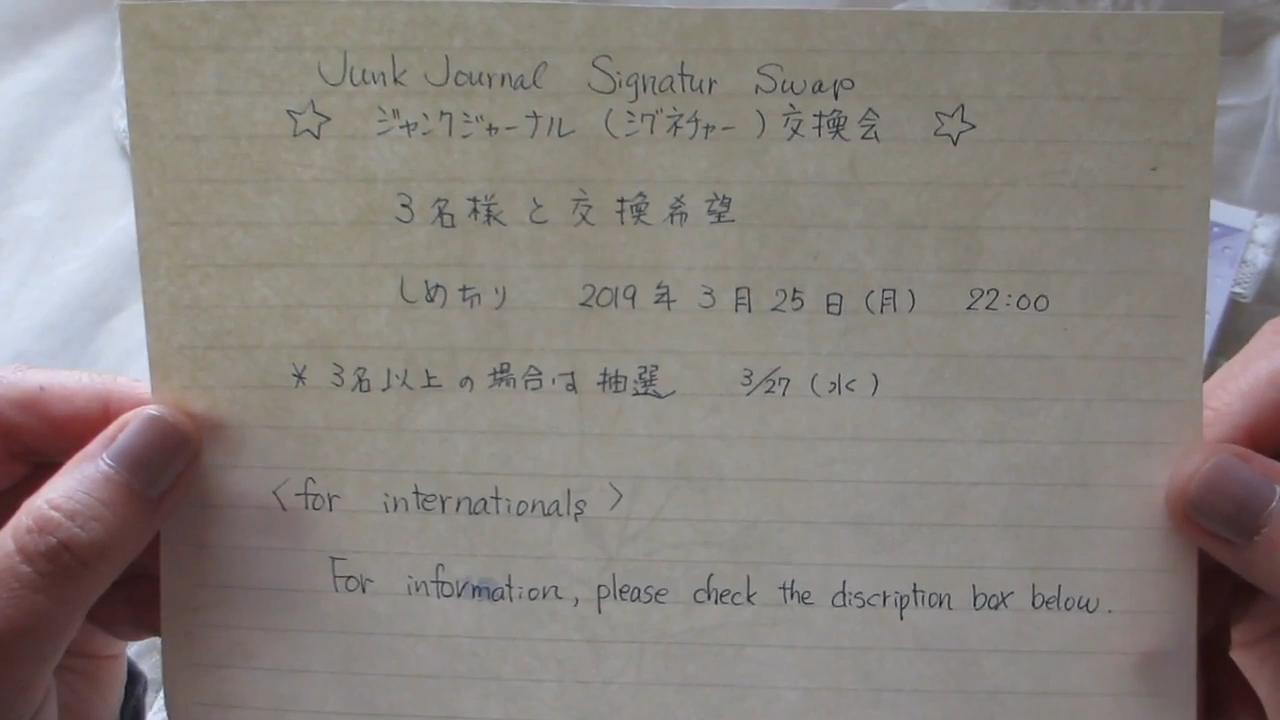 Junk Journal Signatur Swap
☆ ジャンクジャーナル (シグネチャー) 交換会 ☆
3名様と交換希望
しめ切り 2019年3月25日(月) 22:00
* 3名以上の場合は抽選 3/27(水)
<for internationals>
For information, please check the discription box below.